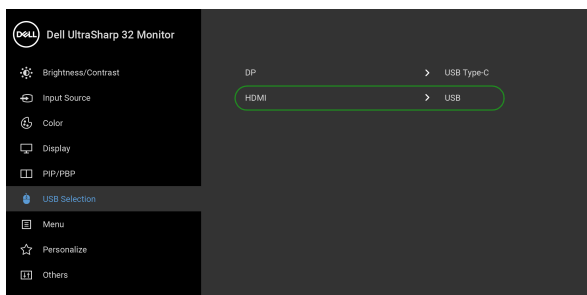 DELL Dell UltraSharp 32 Monitor
Brightness/Contrast
Input Source
Color
Display
PIP/PBP
USB Selection
Menu
Personalize
Others
DP > USB Type-C
HDMI > USB